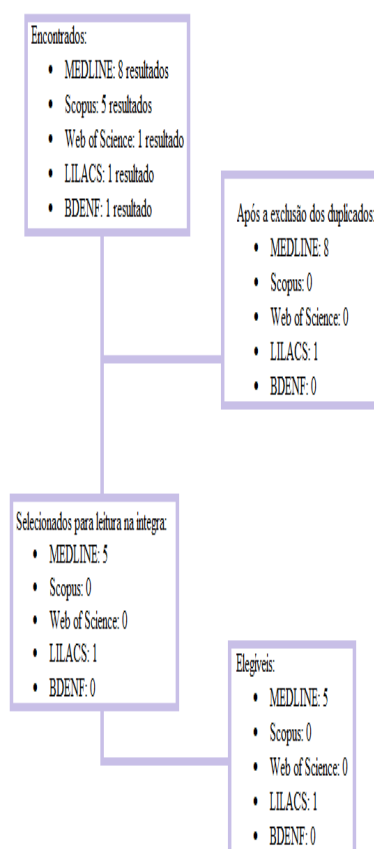 Encontrados:
• MEDLINE: 8 resultados
• Scopus: 5 resultados
• Web of Science: 1 resultado
• LILACS: 1 resultado
• BDENF: 1 resultado
Após a exclusão dos duplicados:
• MEDLINE: 8
• Scopus: 0
• Web of Science: 0
• LILACS: 1
• BDENF: 0
Selecionados para leitura na integra:
• MEDLINE: 5
• Scopus: 0
• Web of Science: 0
• LILACS: 1
• BDENF: 0
Elegíveis:
• MEDLINE: 5
• Scopus: 0
• Web of Science: 0
• LILACS: 1
• BDENF: 0